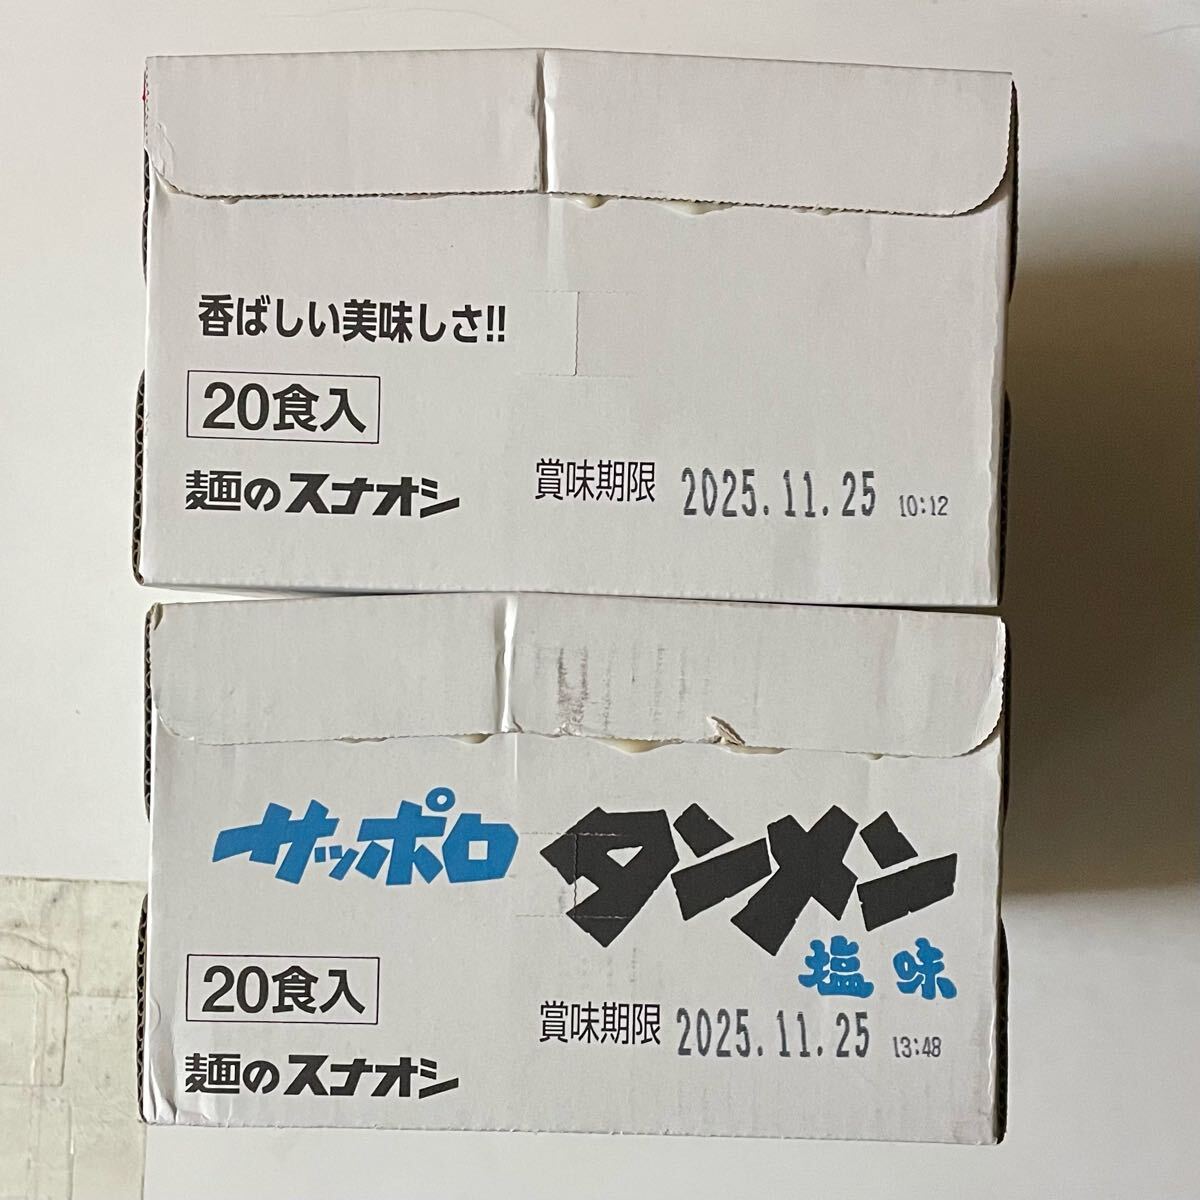 香ばしい美味しさ!!
20食入
麺のスナオシ
賞味期限 2025.11.25 10:12
サッポロ タンメン
塩味
20食入
賞味期限 2025.11.25 13:48
麺のスナオシ